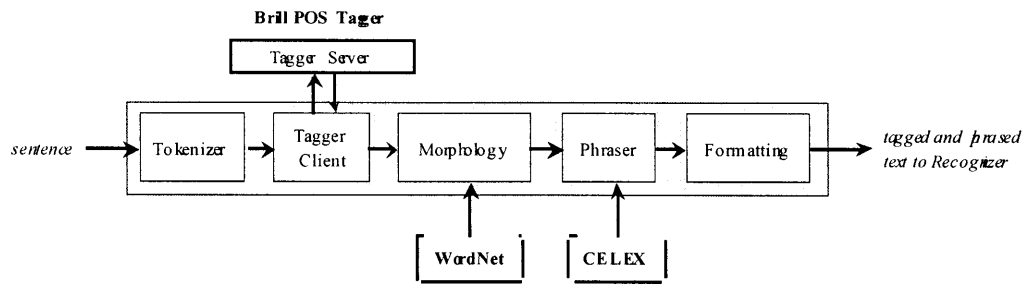 Brill POS Tagger
Tagger Server
sentence
Tokenizer
Tagger
Client
Morphology
Phraser
Formatting
tagged and phrased
text to Recognizer
WordNet
CELEX